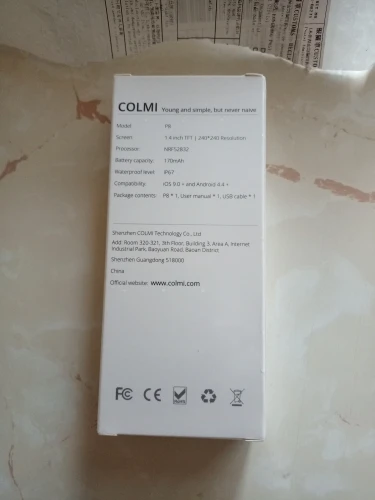 COLMI Young and simple, but never naive
Model: P8
Screen: 1.4 inch TFT | 240*240 Resolution
Processor: NRF52832
Battery capacity: 170mAh
Waterproof level: IP67
Compatibility: iOS 9.0 + and Android 4.4 +
Package contents: P8 * 1, User manual * 1, USB cable * 1
Shenzhen COLMI Technology Co., Ltd
Add: Room 320-321, 3th Floor, Building 3, Area A, Internet
Industrial Park, Baoyuan Road, Baoan District
Shenzhen Guangdong 518000
China
Official website: www.colmi.com
FC CE